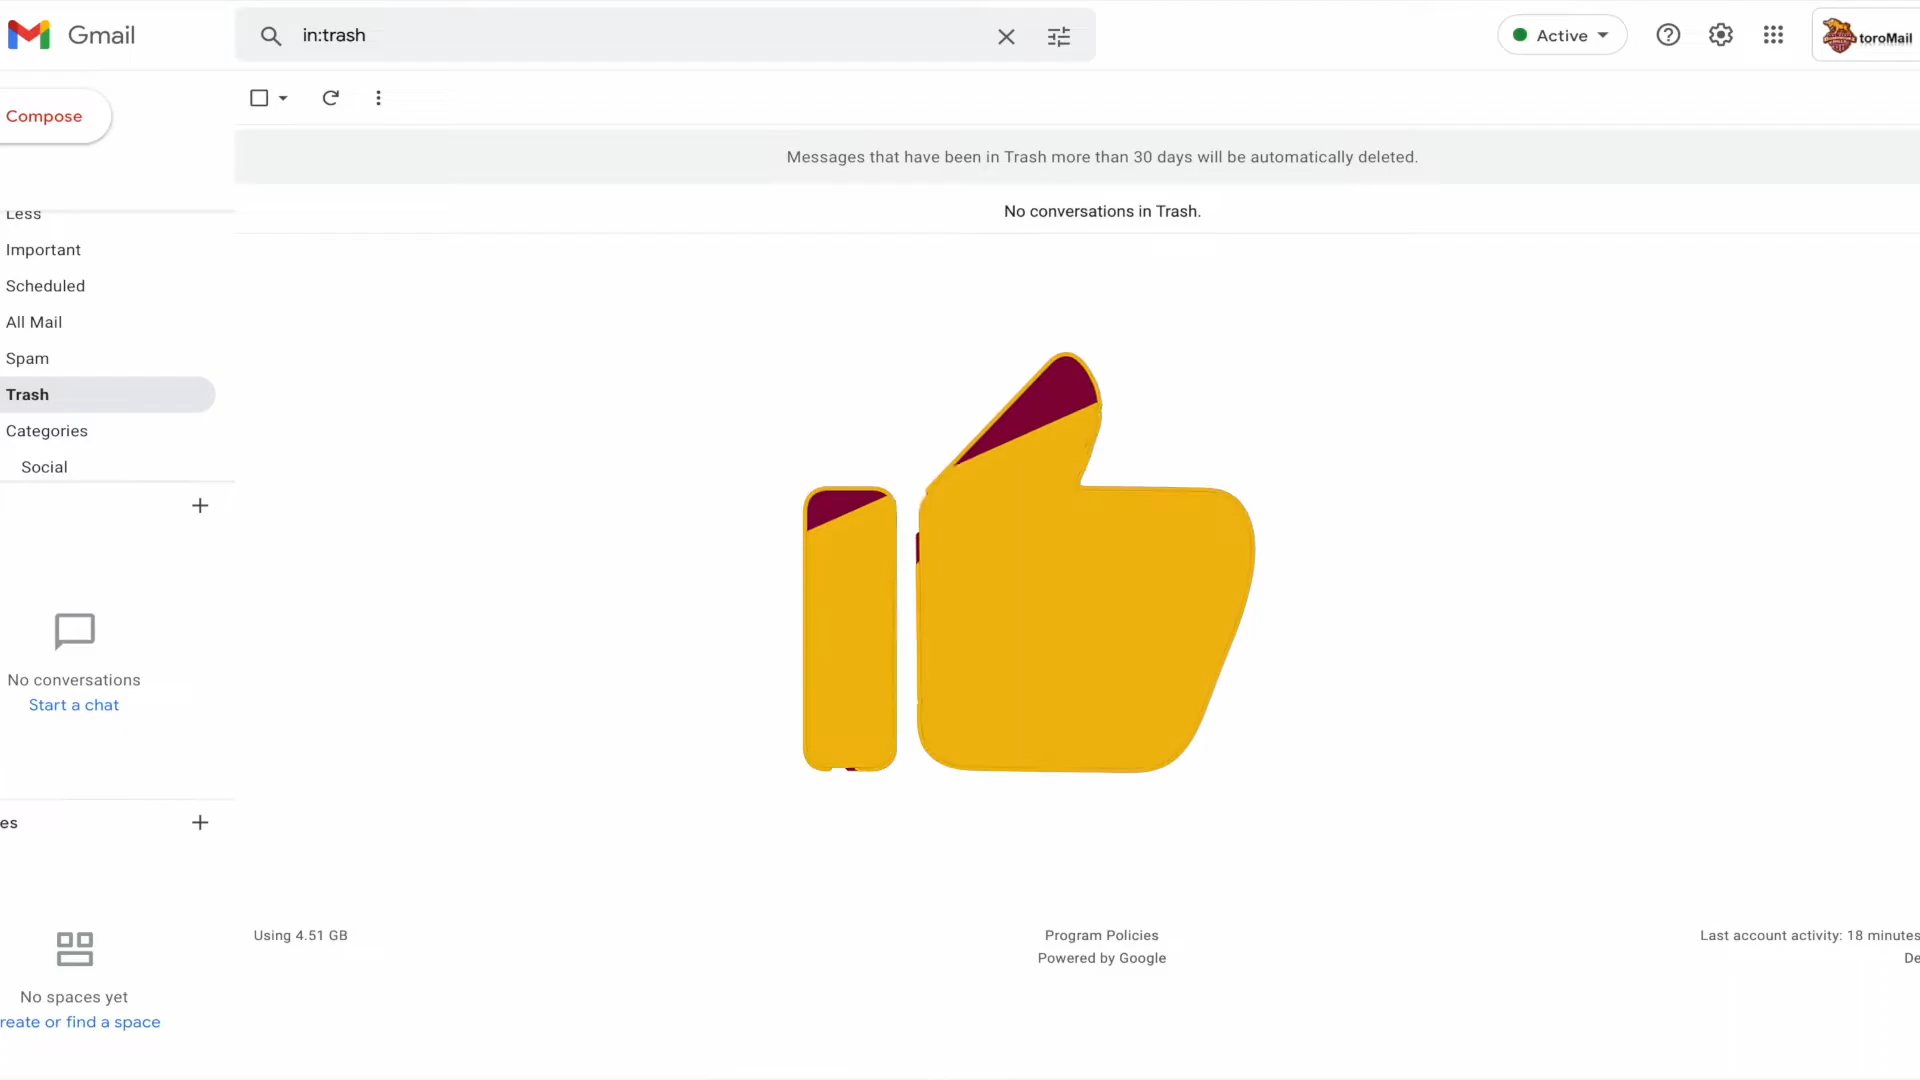 Gmail
in:trash
Active
toroMail
Compose
Messages that have been in Trash more than 30 days will be automatically deleted.
Less
No conversations in Trash.
Important
Scheduled
All Mail
Spam
Trash
Categories
Social
No conversations
Start a chat
es
Using 4.51 GB
Program Policies
Last account activity: 18 minutes
Powered by Google
De
No spaces yet
reate or find a space